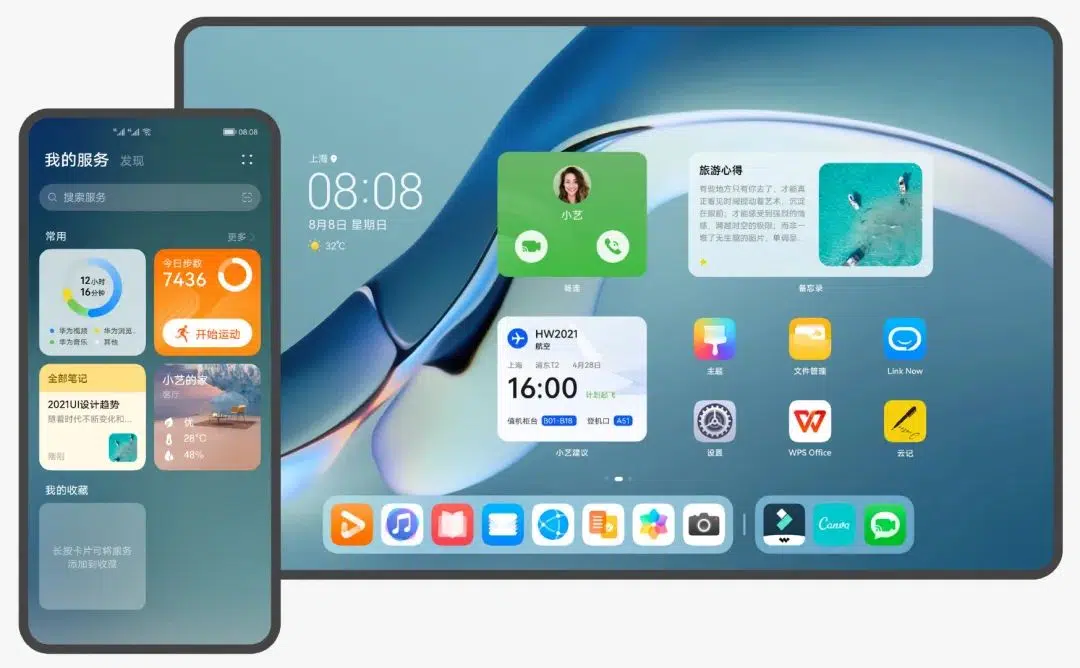 08:08
我的服务 发现
搜索服务
常用 更多
12小时
16分钟
华为视频 华为浏览..
华为音乐 其他
今日步数
7436
开始运动
全部笔记
2021UI设计趋势
随着时代不断变化和...
刚刚
小艺的家
客厅
优
28°C
48%
我的收藏
长按卡片可将服务
添加到收藏
上海
08:08
8月8日 星期日
32℃
小艺
畅连
旅游心得
有些地方只有你去了，才能真
正看见时间摆动着艺术，沉淀
在眼前；才能感受到强烈的情
感，跨越时空的极限；而非一
堆了无生趣的图片，单调足...
备忘录
HW2021
航空
上海 浦东T2 4月28日
16:00 计划起飞
值机柜台 B01-B18 登机口 A51
小艺建议
主题
文件管理
Link Now
设置
WPS Office
云记
Canva